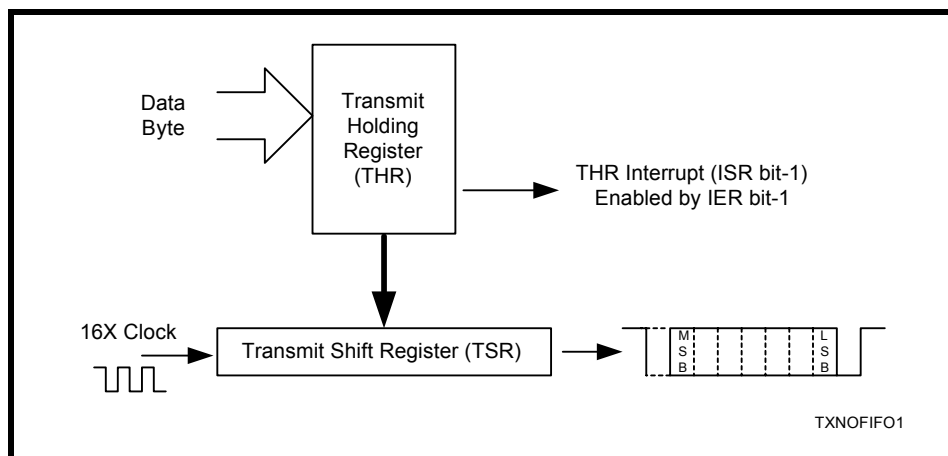 Data
Byte
Transmit
Holding
Register
(THR)
THR Interrupt (ISR bit-1)
Enabled by IER bit-1
16X Clock
Transmit Shift Register (TSR)
M
S
B
L
S
B
TXNOFIFO1